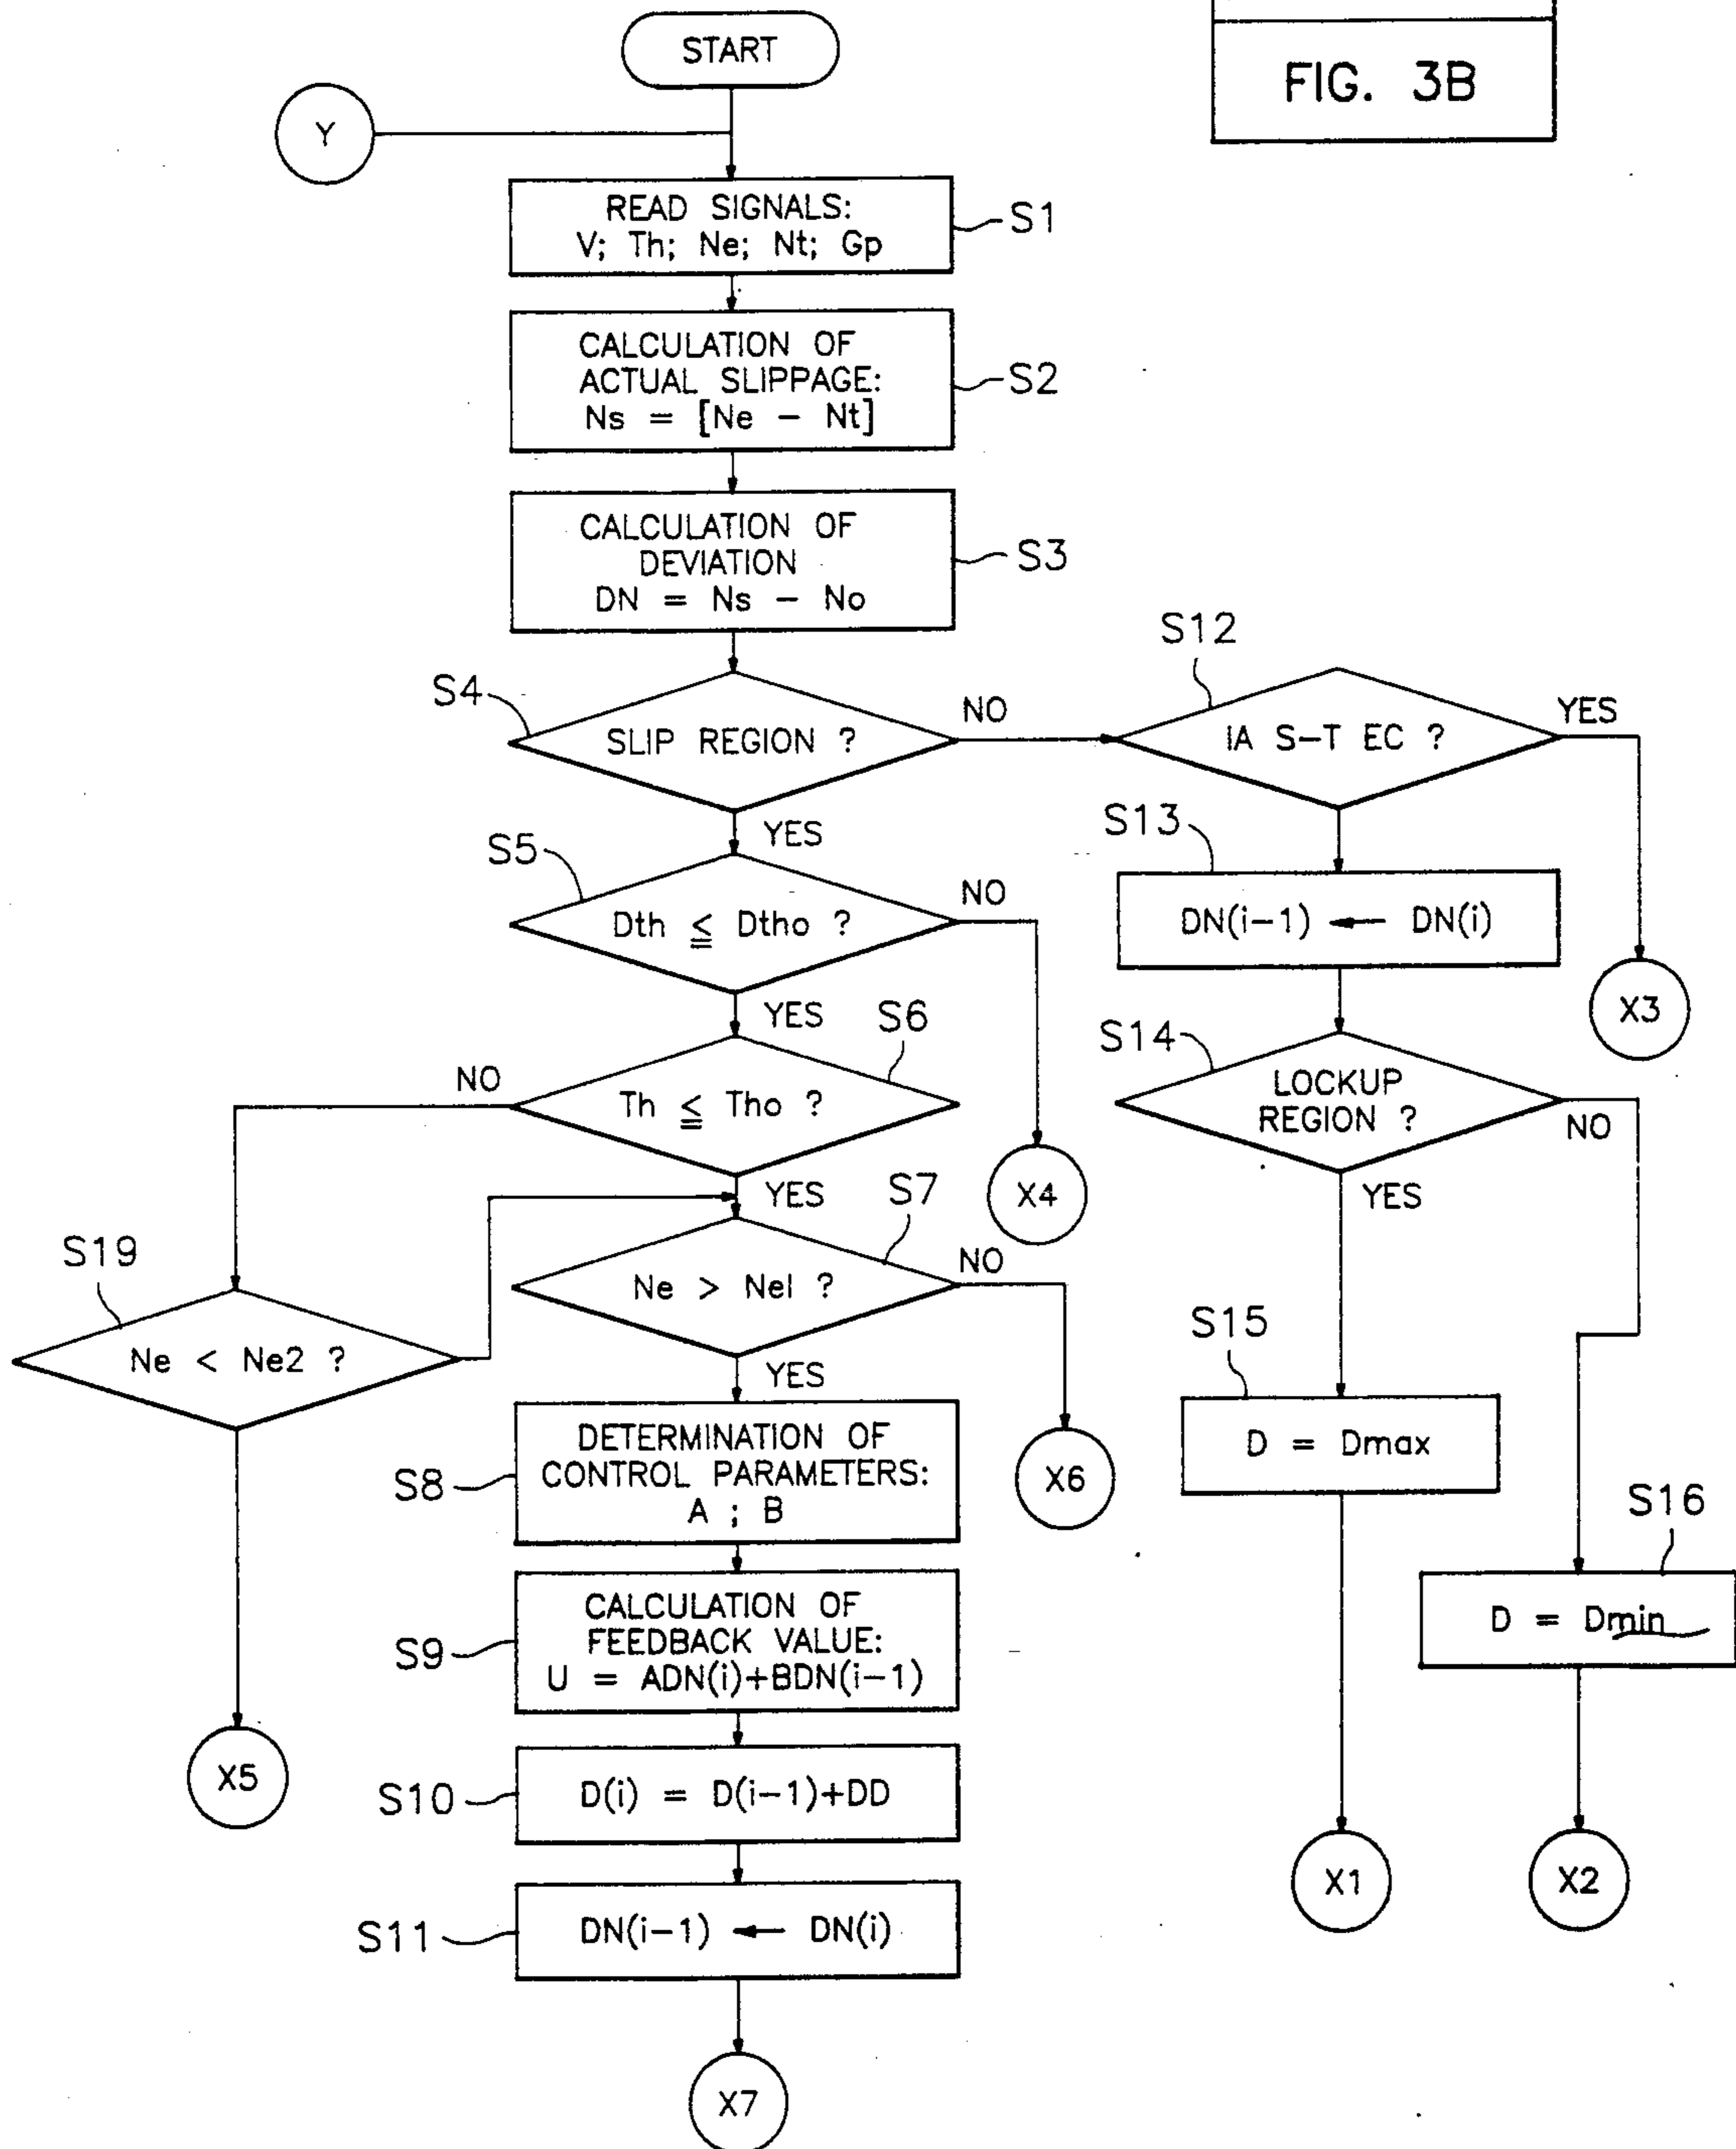 START
FIG. 3B
Y
READ SIGNALS:
V; Th; Ne; Nt; Gp
S1
CALCULATION OF
ACTUAL SLIPPAGE:
Ns = [Ne - Nt]
S2
CALCULATION OF
DEVIATION
DN = Ns - No
S3
S4
SLIP REGION ?
NO
YES
S12
IA S-T EC ?
YES
S5
Dth ≦ Dtho ?
NO
YES
S13
DN(i-1) ← DN(i)
X3
S6
Th ≦ Tho ?
NO
YES
X4
S14
LOCKUP
REGION ?
NO
YES
S7
Ne > Nel ?
NO
YES
S19
Ne < Ne2 ?
X5
X6
S15
D = Dmax
S16
D = Dmin
S8
DETERMINATION OF
CONTROL PARAMETERS:
A ; B
S9
CALCULATION OF
FEEDBACK VALUE:
U = ADN(i)+BDN(i-1)
S10
D(i) = D(i-1)+DD
X1
X2
S11
DN(i-1) ← DN(i)
X7